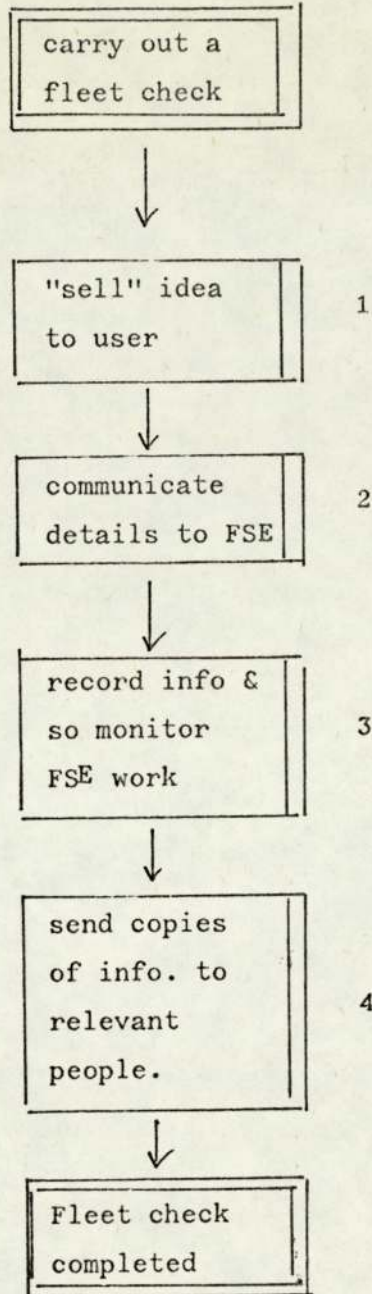 carry out a
fleet check
"sell" idea
to user
1
communicate
details to FSE
2
record info &
so monitor
FSE work
3
send copies
of info. to
relevant
people.
4
Fleet check
completed